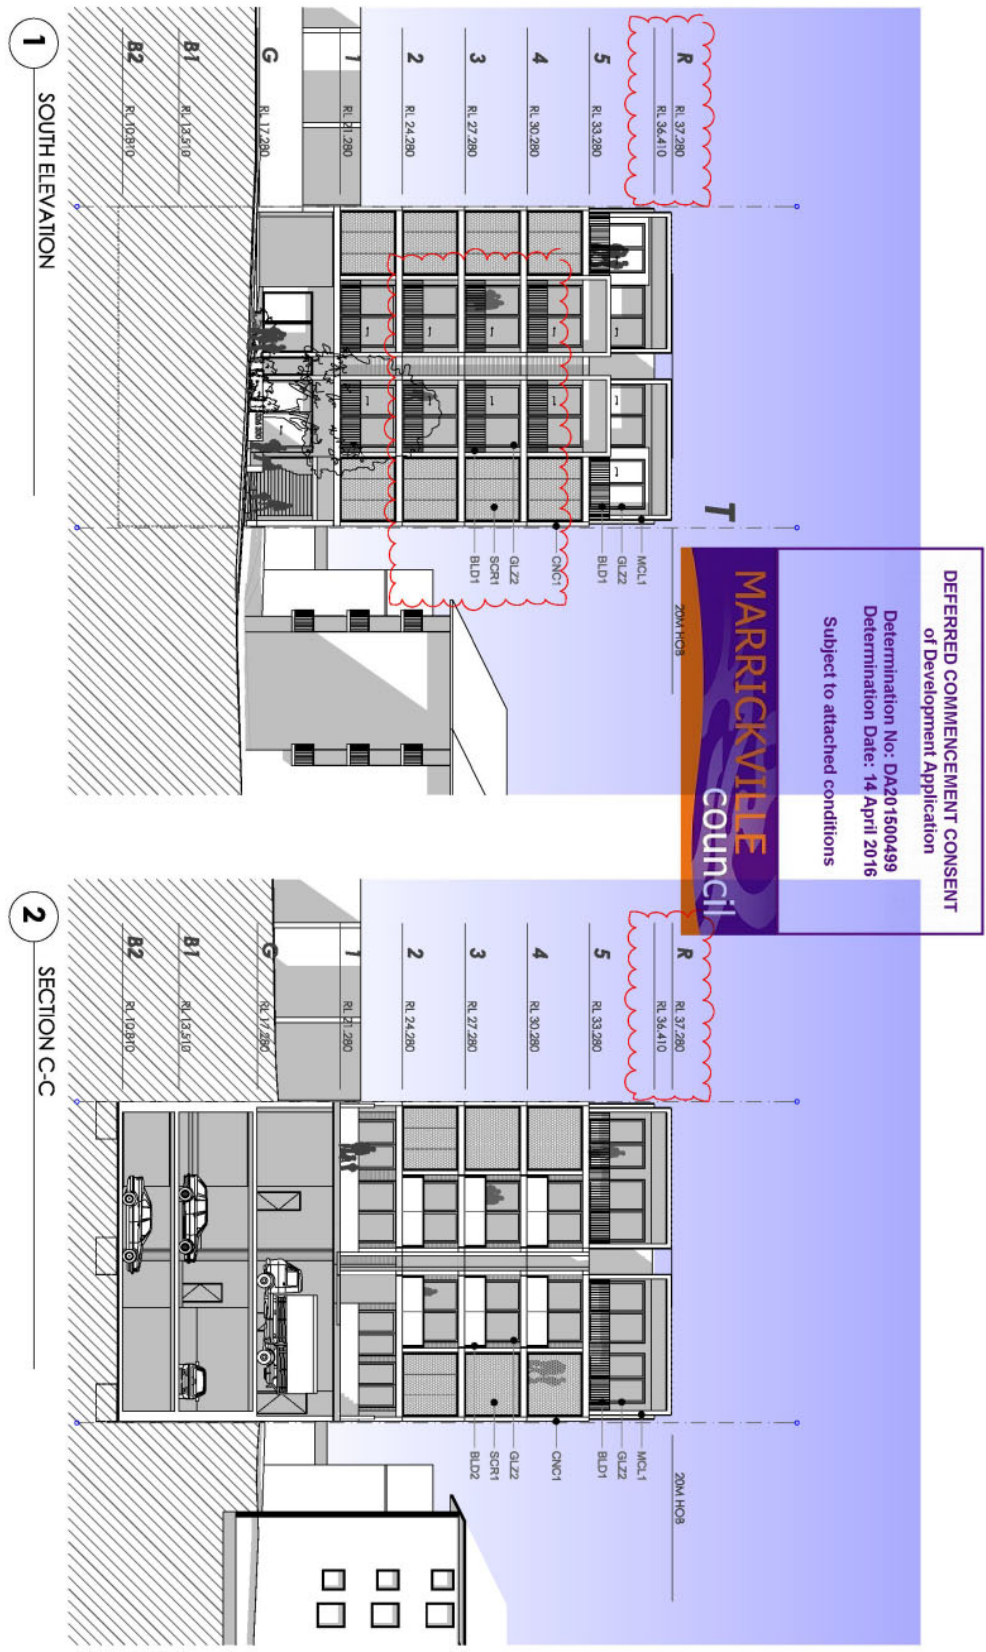 DEFERRED COMMENCEMENT CONSENT
of Development Application
Determination No: DA201500499
Determination Date: 14 April 2016
Subject to attached conditions
MARRICKVILLE
council
T
R
RL 37.280
RL 36.410
5
RL 33.280
4
RL 30.280
3
RL 27.280
2
RL 24.280
1
RL 21.280
G
RL 17.280
B1
RL 13.510
B2
RL 10.810
20M HOB
MCL1
GLZ2
BLD1
CNC1
GLZ2
SCR1
BLD1
1
SOUTH ELEVATION
R
RL 37.280
RL 36.410
5
RL 33.280
4
RL 30.280
3
RL 27.280
2
RL 24.280
1
RL 21.280
G
RL 17.280
B1
RL 13.510
B2
RL 10.810
20M HOB
MCL1
GLZ2
BLD1
CNC1
GLZ2
SCR1
BLD2
2
SECTION C-C